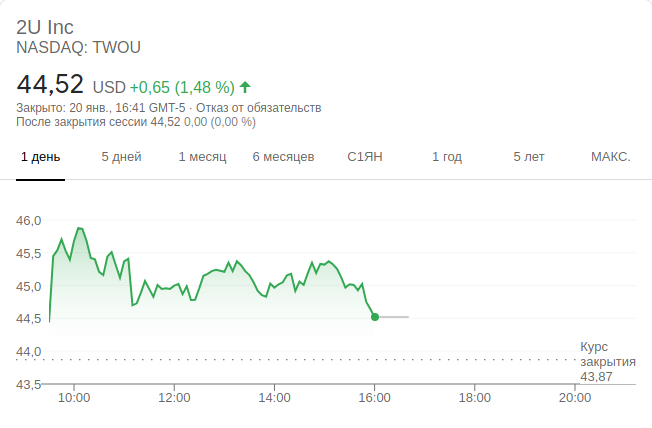 2U Inc
NASDAQ: TWOU
44,52 USD +0,65 (1,48 %)
Закрыто: 20 янв., 16:41 GMT-5 · Отказ от обязательств
После закрытия сессии 44,52 0,00 (0,00 %)
1 день 5 дней 1 месяц 6 месяцев С1ЯН 1 год 5 лет МАКС.
46,0
45,5
45,0
44,5
44,0
Курс
закрытия
43,87
43,5
10:00 12:00 14:00 16:00 18:00 20:00